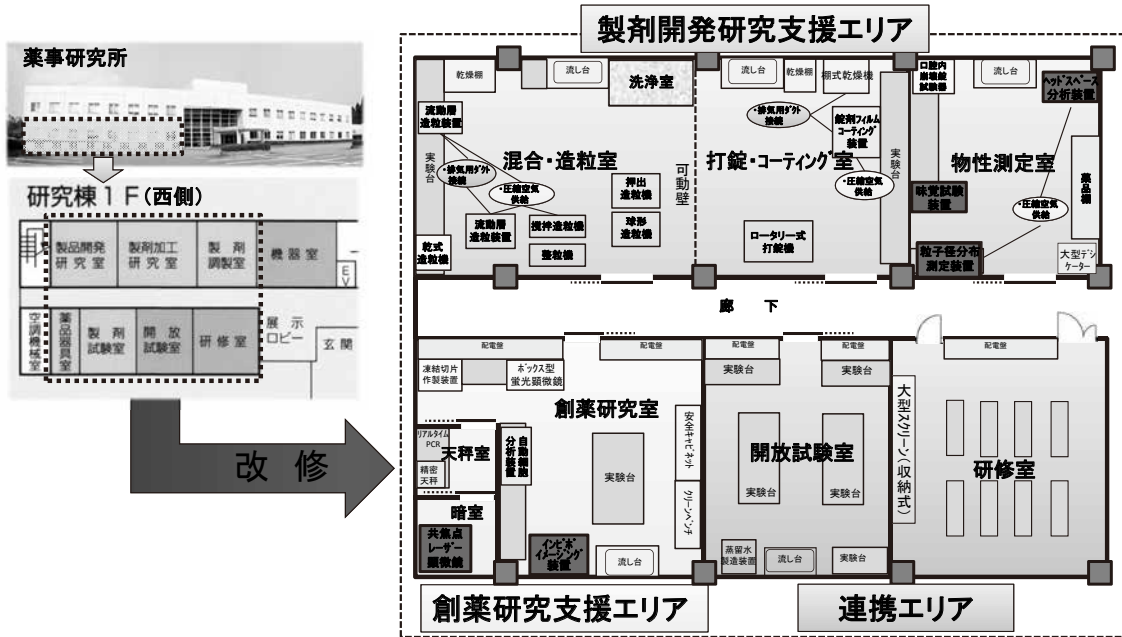 製剤開発研究支援エリア
薬事研究所
研究棟1F(西側)
製品開発
研究室
製剤加工
研究室
製剤
調製室
機器室
E
V
空調機械室
薬品器具室
製剤
試験室
開放
試験室
研修室
展示
ロビー
玄関
改修
乾燥棚
流し台
洗浄室
流動層
造粒装置
実験台
・排気用ダクト
接続
混合・造粒室
・圧縮空気
供給
押出
造粒機
流動層
造粒装置
撹拌造粒機
球形
造粒機
乾式
造粒機
整粒機
可動壁
流し台
乾燥棚
棚式乾燥機
・排気用ダクト
接続
錠剤フィルム
コーティング
装置
打錠・コーティング室
・圧縮空気
供給
実験台
ロータリー式
打錠機
口腔内
崩壊錠
試験器
流し台
ヘッドスペース
分析装置
物性測定室
薬品棚
味覚試験
装置
・圧縮空気
供給
粒子径分布
測定装置
大型デシ
ケーター
廊下
配電盤
配電盤
凍結切片
作製装置
ボックス型
蛍光顕微鏡
創薬研究室
安全キャビネット
リアルタイム
PCR
天秤室
精密
天秤
自動細胞
分析装置
実験台
クリーンベンチ
暗室
共焦点
レーザー
顕微鏡
インビボ
イメージング
装置
流し台
配電盤
配電盤
実験台
実験台
開放試験室
実験台
実験台
蒸留水
製造装置
流し台
実験台
配電盤
大型スクリーン(収納式)
研修室
創薬研究支援エリア
連携エリア